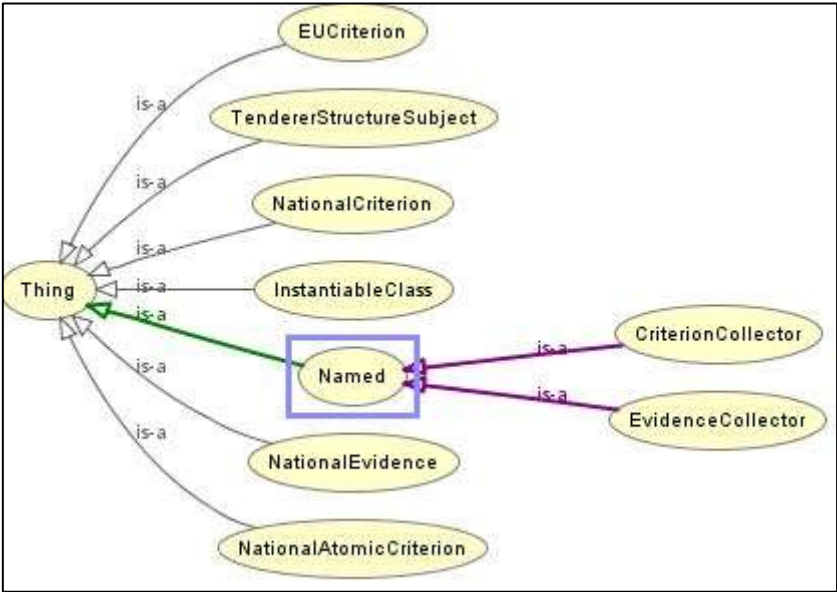 EUCriterion
is-a
TendererStructureSubject
is-a
NationalCriterion
is-a
Thing
is-a
InstantiableClass
is-a
CriterionCollector
is-a
Named
is-a
is-a
EvidenceCollector
is-a
NationalEvidence
NationalAtomicCriterion